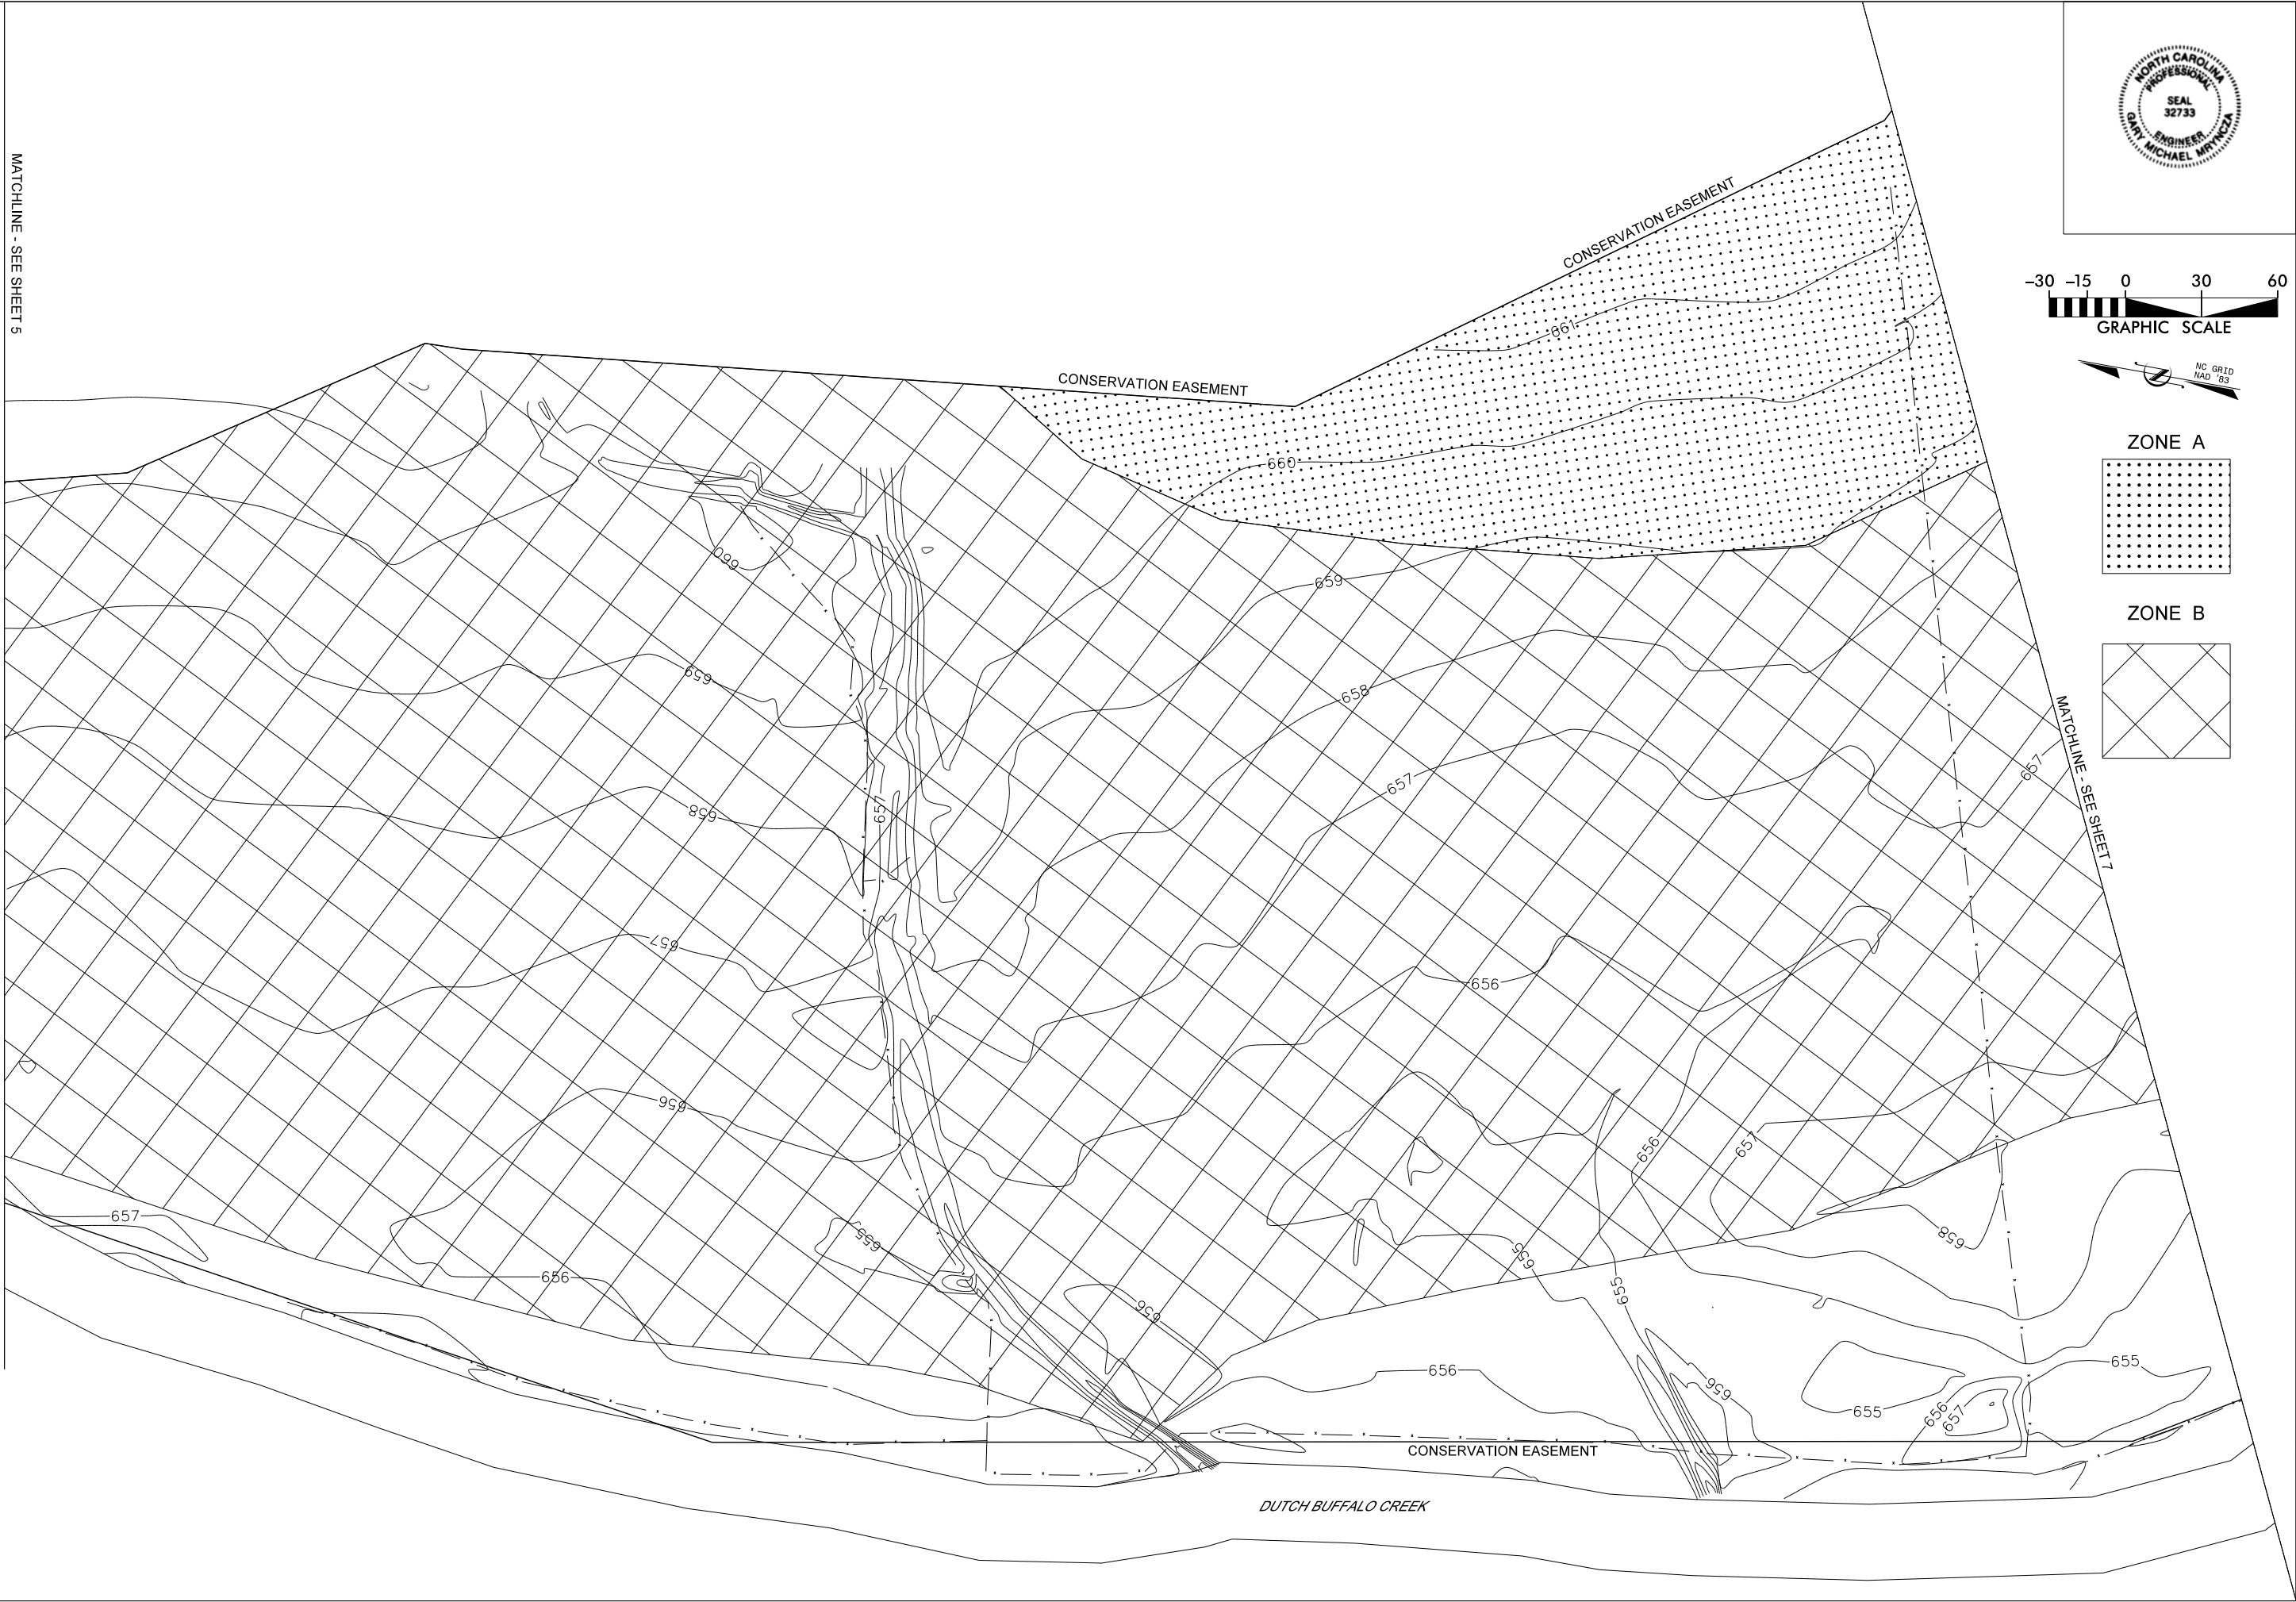 MATCHLINE - SEE SHEET 5
CONSERVATION EASEMENT
CONSERVATION EASEMENT
661
660
660
659
659
658
658
657
657
657
657
656
656
656
657
658
657
656
655
656
655
655
656
656
655
655
656
657
CONSERVATION EASEMENT
DUTCH BUFFALO CREEK
MATCHLINE - SEE SHEET 7
NORTH CAROLINA
PROFESSIONAL
SEAL
32733
ENGINEER
GARY MICHAEL MRYNCZA
-30 -15 0 30 60
GRAPHIC SCALE
NC GRID
NAD '83
ZONE A
ZONE B